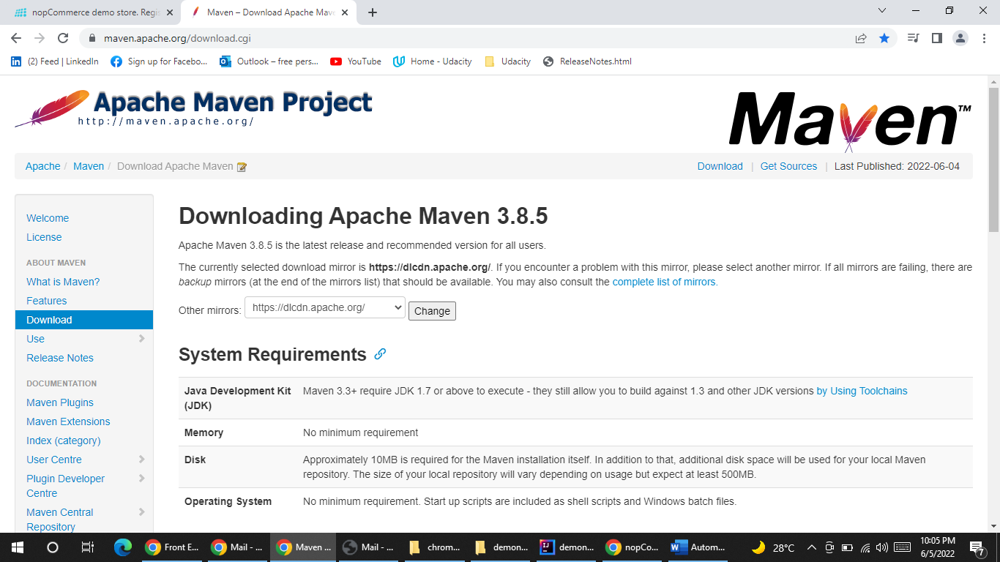 nopCommerce demo store. Regis
Maven – Download Apache Mave
maven.apache.org/download.cgi
(2) Feed | LinkedIn
Sign up for Facebo...
Outlook – free pers...
YouTube
Home - Udacity
Udacity
ReleaseNotes.html
Apache Maven Project
http://maven.apache.org/
Maven™
Apache / Maven / Download Apache Maven
Download | Get Sources | Last Published: 2022-06-04
Welcome
License
ABOUT MAVEN
What is Maven?
Features
Download
Use
Release Notes
DOCUMENTATION
Maven Plugins
Maven Extensions
Index (category)
User Centre
Plugin Developer
Centre
Maven Central
Repository
Downloading Apache Maven 3.8.5
Apache Maven 3.8.5 is the latest release and recommended version for all users.
The currently selected download mirror is https://dlcdn.apache.org/. If you encounter a problem with this mirror, please select another mirror. If all mirrors are failing, there are
backup mirrors (at the end of the mirrors list) that should be available. You may also consult the complete list of mirrors.
Other mirrors: https://dlcdn.apache.org/ Change
System Requirements
Java Development Kit
(JDK)
Maven 3.3+ require JDK 1.7 or above to execute - they still allow you to build against 1.3 and other JDK versions by Using Toolchains
Memory
No minimum requirement
Disk
Approximately 10MB is required for the Maven installation itself. In addition to that, additional disk space will be used for your local Maven
repository. The size of your local repository will vary depending on usage but expect at least 500MB.
Operating System
No minimum requirement. Start up scripts are included as shell scripts and Windows batch files.
Front E...
Mail - ...
Maven ...
Mail - ...
chrom...
demon...
demon...
nopCo...
Autom...
28°C
10:05 PM
6/5/2022
7